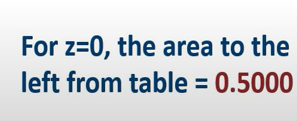 For z=0, the area to the
left from table = 0.5000